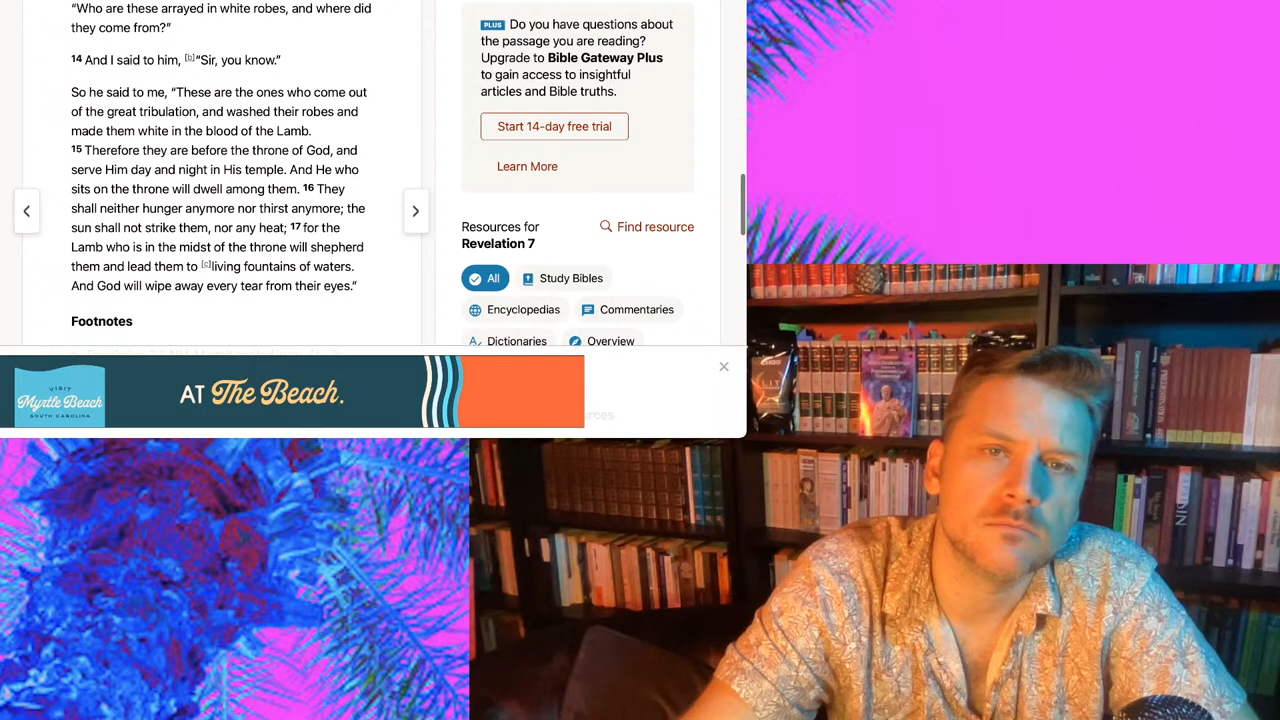 “Who are these arrayed in white robes, and where did
they come from?”
14 And I said to him, [b]“Sir, you know.”
So he said to me, “These are the ones who come out
of the great tribulation, and washed their robes and
made them white in the blood of the Lamb.
15 Therefore they are before the throne of God, and
serve Him day and night in His temple. And He who
sits on the throne will dwell among them. 16 They
shall neither hunger anymore nor thirst anymore; the
sun shall not strike them, nor any heat; 17 for the
Lamb who is in the midst of the throne will shepherd
them and lead them to [c]living fountains of waters.
And God will wipe away every tear from their eyes.”
Footnotes
PLUS Do you have questions about
the passage you are reading?
Upgrade to Bible Gateway Plus
to gain access to insightful
articles and Bible truths.
Start 14-day free trial
Learn More
Resources for
Revelation 7
Find resource
All
Study Bibles
Encyclopedias
Commentaries
Dictionaries
Overview
VISIT
Myrtle Beach
SOUTH CAROLINA
AT The Beach.